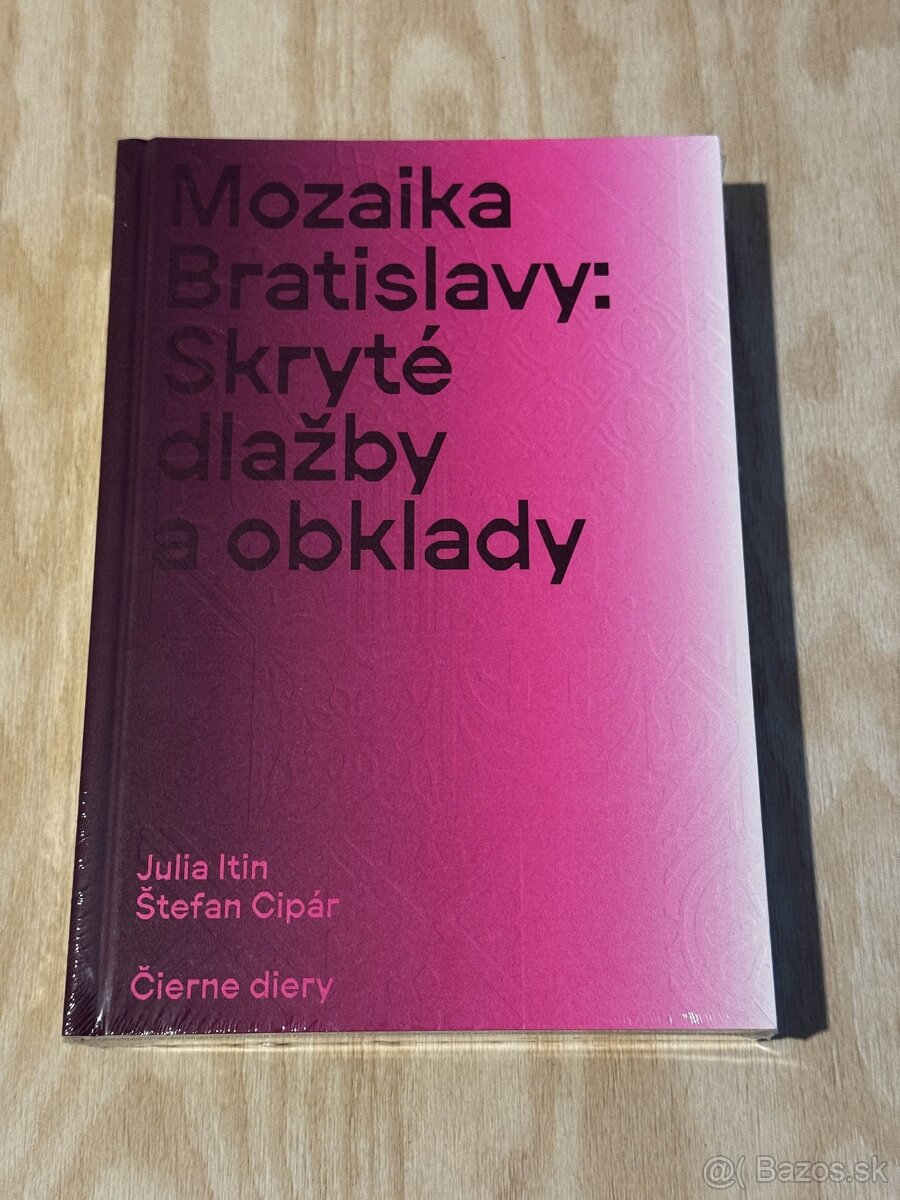 Mozaika
Bratislavy:
Skryté
dlažby
a obklady
Julia Itin
Štefan Cipár
Čierne diery
@( Bazos.sk